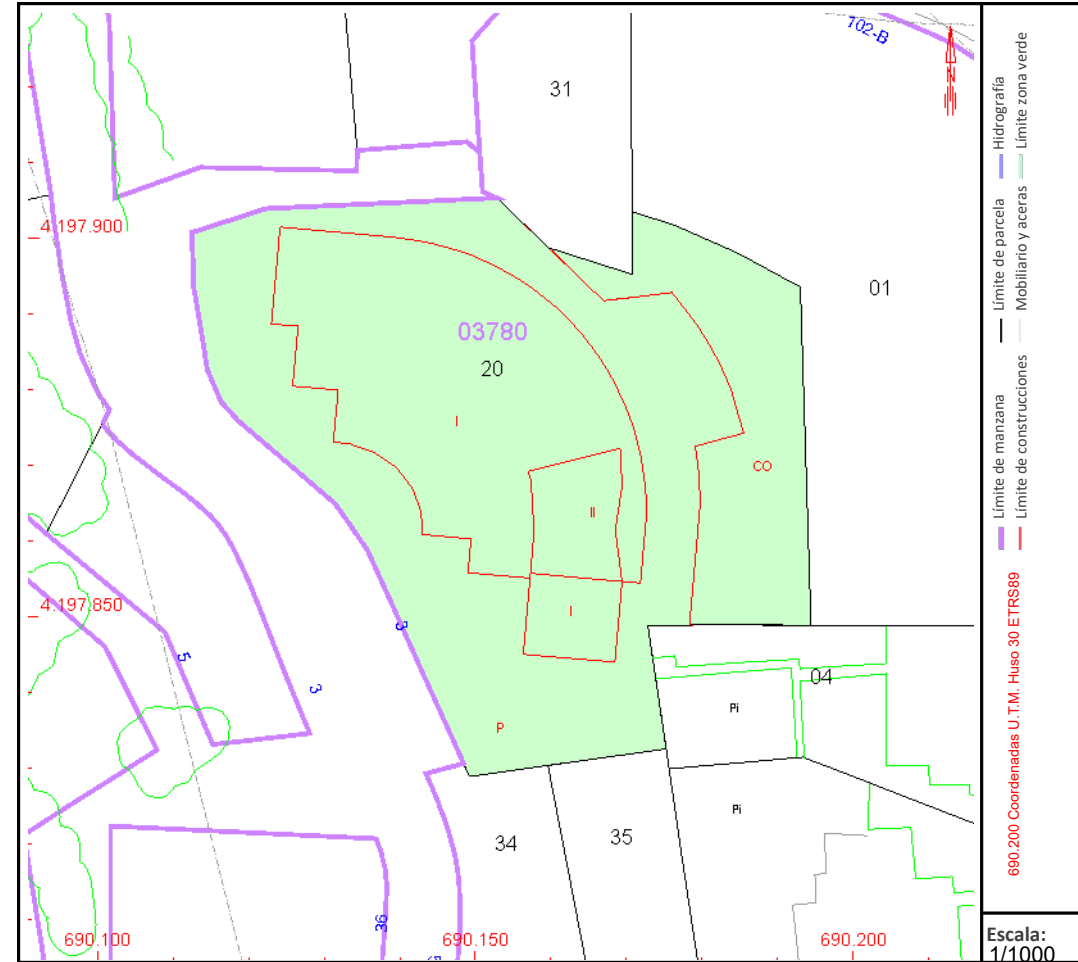 702-B
31
4.197.900
03780
20
01
I
CO
II
4.197.850
I
3
5
3
04
Pi
P
Pi
34
35
36
690.100
690.150
690.200
N
Hidrografía
Límite zona verde
Límite de parcela
Mobiliario y aceras
Límite de manzana
Límite de construcciones
690.200 Coordenadas U.T.M. Huso 30 ETRS89
Escala:
1/1000